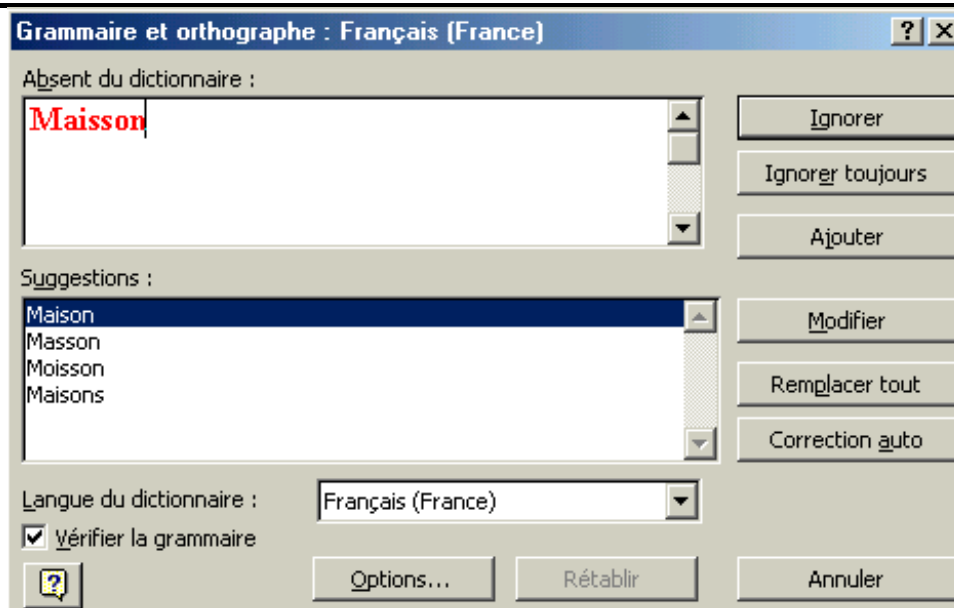 Grammaire et orthographe : Français (France)
Absent du dictionnaire :
Maisson
Ignorer
Ignorer toujours
Ajouter
Suggestions :
Maison
Masson
Moisson
Maisons
Modifier
Remplacer tout
Correction auto
Langue du dictionnaire :
Français (France)
Vérifier la grammaire
Options...
Rétablir
Annuler